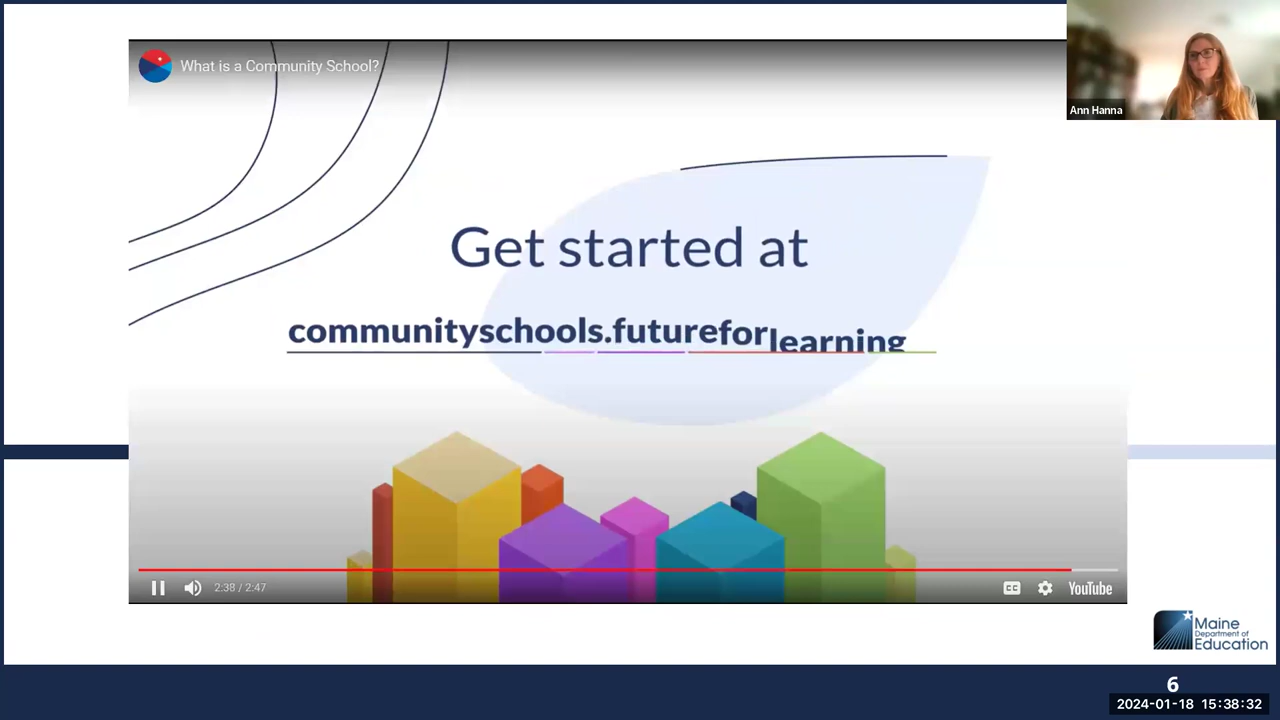 What is a Community School?
Ann Hanna
Get started at
communityschools.futureforlearning
2:38 / 2:47
CC
YouTube
Maine
Department of
Education
6
2024-01-18 15:38:32